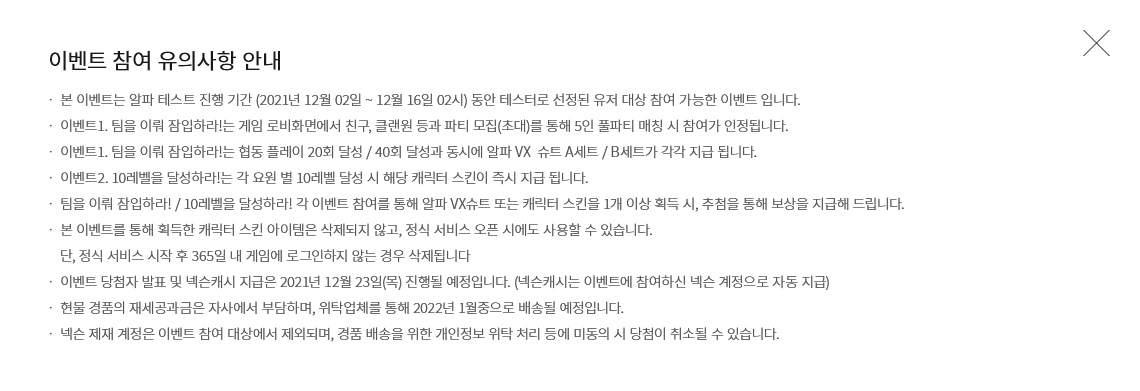 이벤트 참여 유의사항 안내
· 본 이벤트는 알파 테스트 진행 기간 (2021년 12월 02일 ~ 12월 16일 02시) 동안 테스터로 선정된 유저 대상 참여 가능한 이벤트 입니다.
· 이벤트1. 팀을 이뤄 잠입하라!는 게임 로비화면에서 친구, 클랜원 등과 파티 모집(초대)를 통해 5인 풀파티 매칭 시 참여가 인정됩니다.
· 이벤트1. 팀을 이뤄 잠입하라!는 협동 플레이 20회 달성 / 40회 달성과 동시에 알파 VX  슈트 A세트 / B세트가 각각 지급 됩니다.
· 이벤트2. 10레벨을 달성하라!는 각 요원 별 10레벨 달성 시 해당 캐릭터 스킨이 즉시 지급 됩니다.
· 팀을 이뤄 잠입하라! / 10레벨을 달성하라! 각 이벤트 참여를 통해 알파 VX슈트 또는 캐릭터 스킨을 1개 이상 획득 시, 추첨을 통해 보상을 지급해 드립니다.
· 본 이벤트를 통해 획득한 캐릭터 스킨 아이템은 삭제되지 않고, 정식 서비스 오픈 시에도 사용할 수 있습니다.
단, 정식 서비스 시작 후 365일 내 게임에 로그인하지 않는 경우 삭제됩니다
· 이벤트 당첨자 발표 및 넥슨캐시 지급은 2021년 12월 23일(목) 진행될 예정입니다. (넥슨캐시는 이벤트에 참여하신 넥슨 계정으로 자동 지급)
· 현물 경품의 제세공과금은 자사에서 부담하며, 위탁업체를 통해 2022년 1월중으로 배송될 예정입니다.
· 넥슨 제재 계정은 이벤트 참여 대상에서 제외되며, 경품 배송을 위한 개인정보 위탁 처리 등에 미동의 시 당첨이 취소될 수 있습니다.